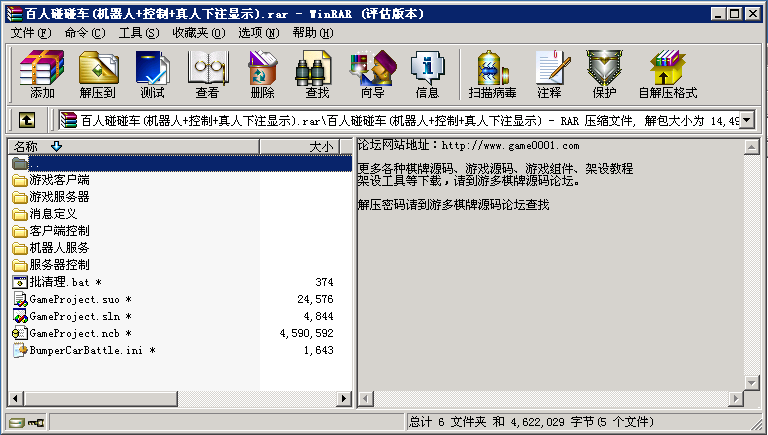 百人碰碰车(机器人+控制+真人下注显示).rar - WinRAR (评估版本)
文件(F) 命令(C) 工具(S) 收藏夹(O) 选项(N) 帮助(H)
添加 解压到 测试 查看 删除 查找 向导 信息 扫描病毒 注释 保护 自解压格式
百人碰碰车(机器人+控制+真人下注显示).rar\百人碰碰车(机器人+控制+真人下注显示) - RAR 压缩文件, 解包大小为 14,49
名称 大小
..
游戏客户端
游戏服务器
消息定义
客户端控制
机器人服务
服务器控制
批清理.bat * 374
GameProject.suo * 24,576
GameProject.sln * 4,844
GameProject.ncb * 4,590,592
BumperCarBattle.ini * 1,643
论坛网站地址：http://www.game0001.com
更多各种棋牌源码、游戏源码、游戏组件、架设教程
架设工具等下载，请到游多棋牌源码论坛。
解压密码请到游多棋牌源码论坛查找
总计 6 文件夹 和 4,622,029 字节(5 个文件)